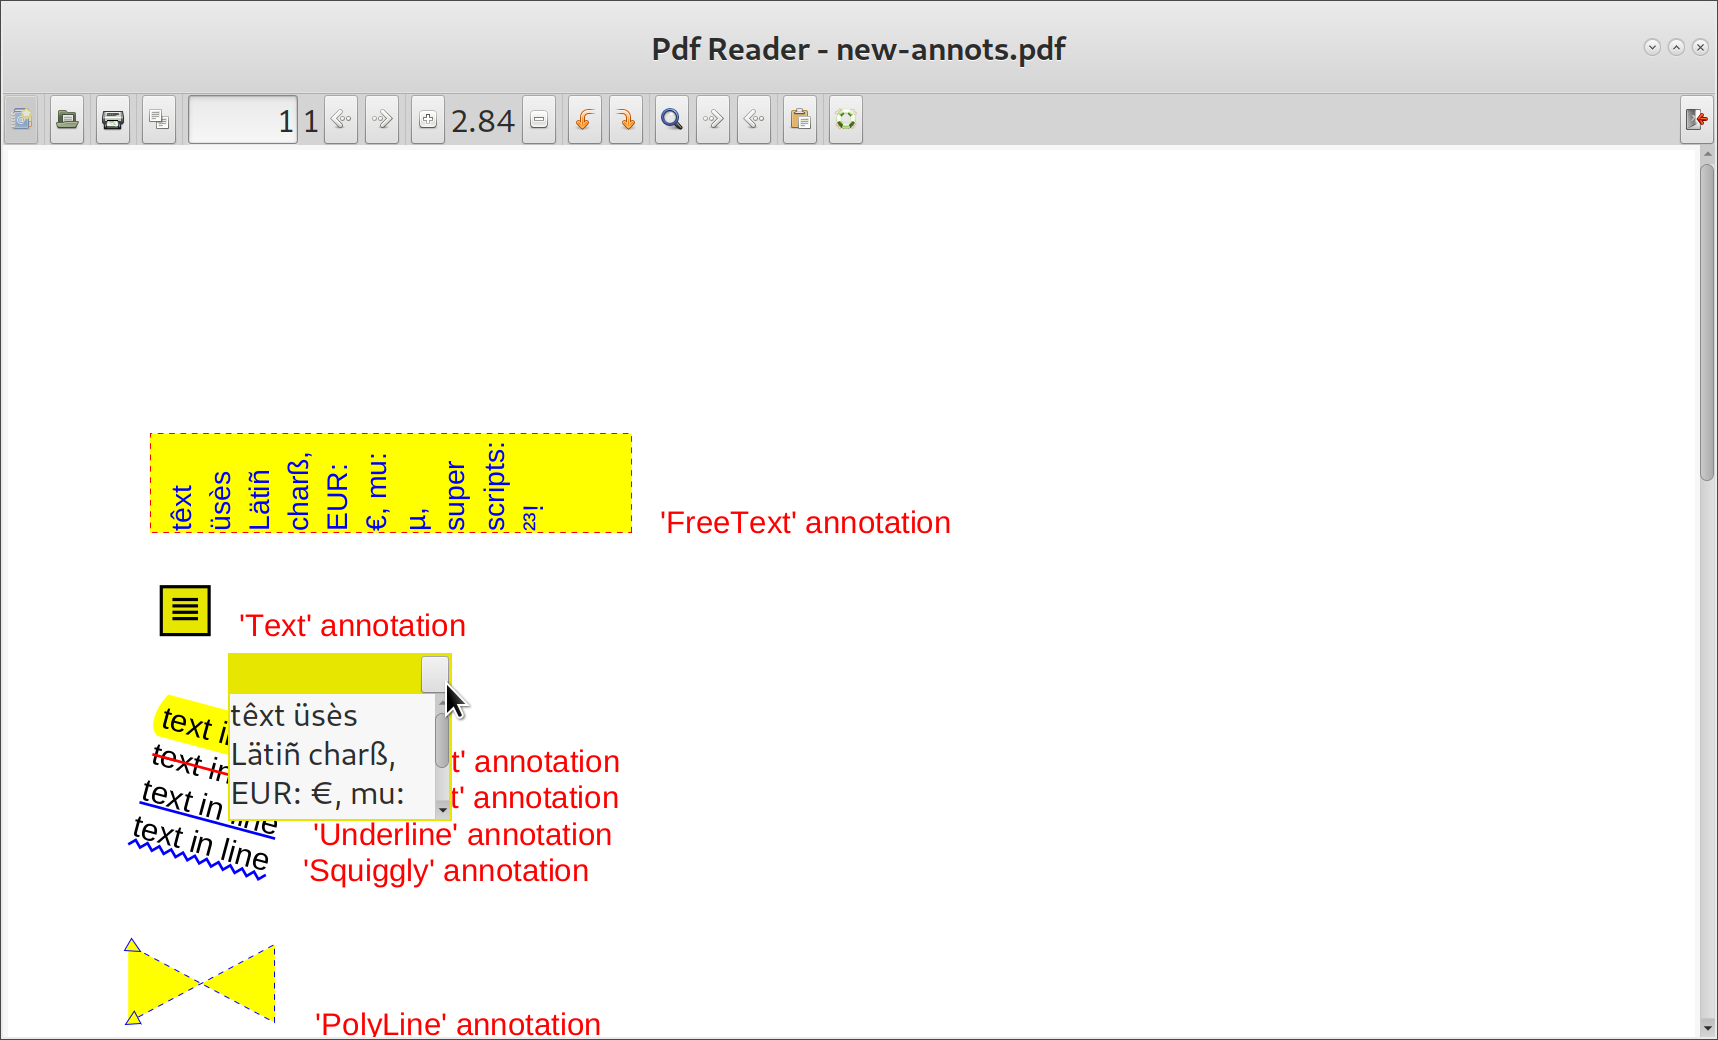 Pdf Reader - new-annots.pdf
1 1 2.84
têxt
üsès
Lätiñ
charß,
EUR:
€, mu:
µ,
super
scripts:
²³!
'FreeText' annotation
'Text' annotation
têxt üsès
Lätiñ charß,
EUR: €, mu:
text i
t' annotation
text in
t' annotation
text in line
'Underline' annotation
text in line
'Squiggly' annotation
'PolyLine' annotation